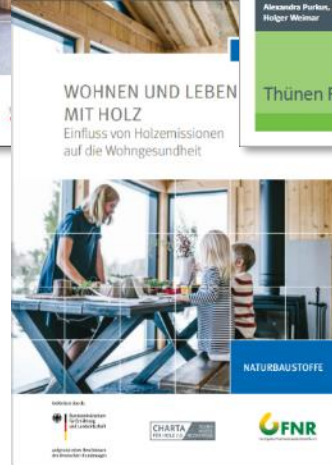 Alexandra Purkus,
Holger Weimar
Thünen
WOHNEN UND LEBEN
MIT HOLZ
Einfluss von Holzemissionen
auf die Wohngesundheit
NATURBAUSTOFFE
CHARTA
FÜR HOLZ 2.0
FNR